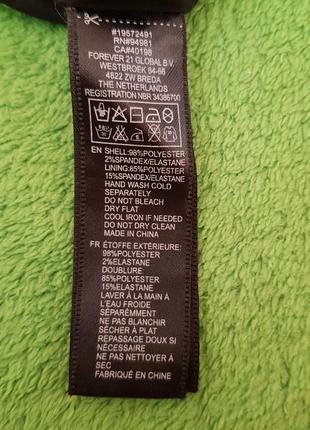 #19572491
RN#94981
CA#40198
FOREVER 21 GLOBAL B.V.
WESTBROEK 64-66
4822 ZW BREDA
THE NETHERLANDS
REGISTRATION NBR 34386700
EN SHELL:98%POLYESTER
2%SPANDEX/ELASTANE
LINING:85%POLYESTER
15%SPANDEX/ELASTANE
HAND WASH COLD
SEPARATELY
DO NOT BLEACH
DRY FLAT
COOL IRON IF NEEDED
DO NOT DRY CLEAN
MADE IN CHINA
FR ÉTOFFE EXTÉRIEURE:
98%POLYESTER
2%ELASTANE
DOUBLURE:
85%POLYESTER
15%ELASTANE
LAVER À LA MAIN À
L'EAU FROIDE
SÉPARÉMMENT
NE PAS BLANCHIR
SÉCHER À PLAT
REPASSAGE DOUX SI
NÉCESSAIRE
NE PAS NETTOYER À
SEC
FABRIQUÉ EN CHINE